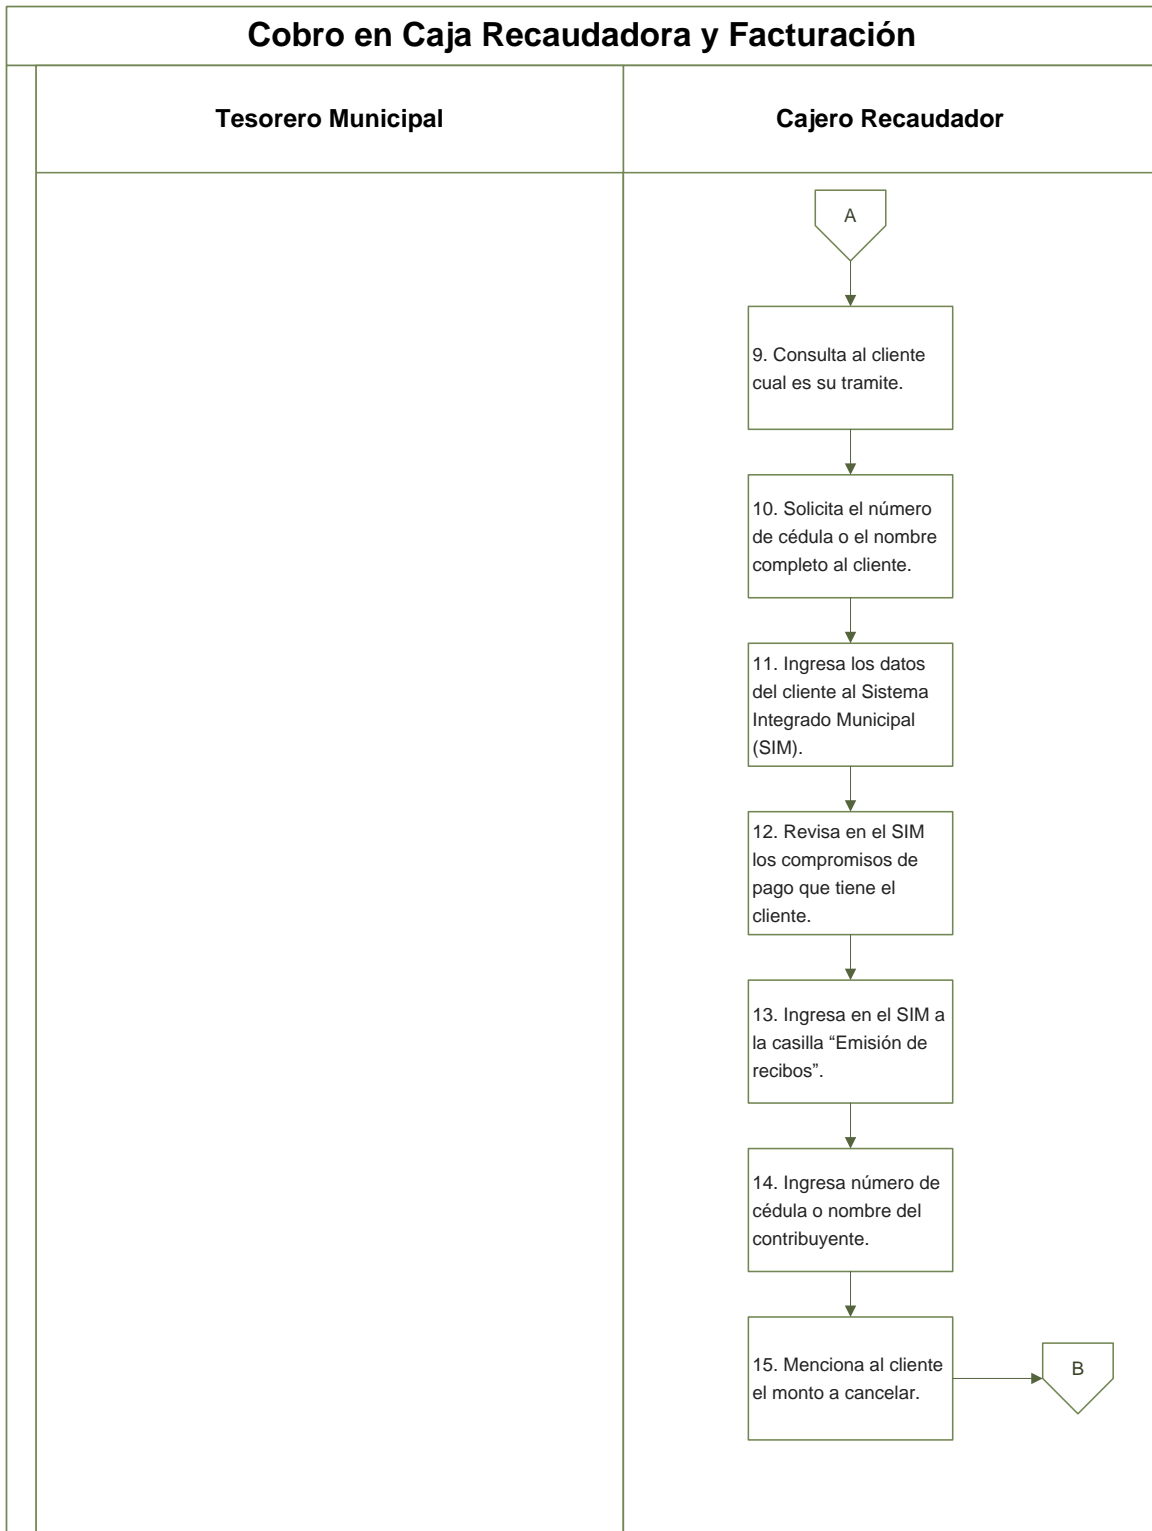 Cobro en Caja Recaudadora y Facturación
Tesorero Municipal
Cajero Recaudador
A
9. Consulta al cliente
cual es su tramite.
10. Solicita el número
de cédula o el nombre
completo al cliente.
11. Ingresa los datos
del cliente al Sistema
Integrado Municipal
(SIM).
12. Revisa en el SIM
los compromisos de
pago que tiene el
cliente.
13. Ingresa en el SIM a
la casilla “Emisión de
recibos”.
14. Ingresa número de
cédula o nombre del
contribuyente.
15. Menciona al cliente
el monto a cancelar.
B